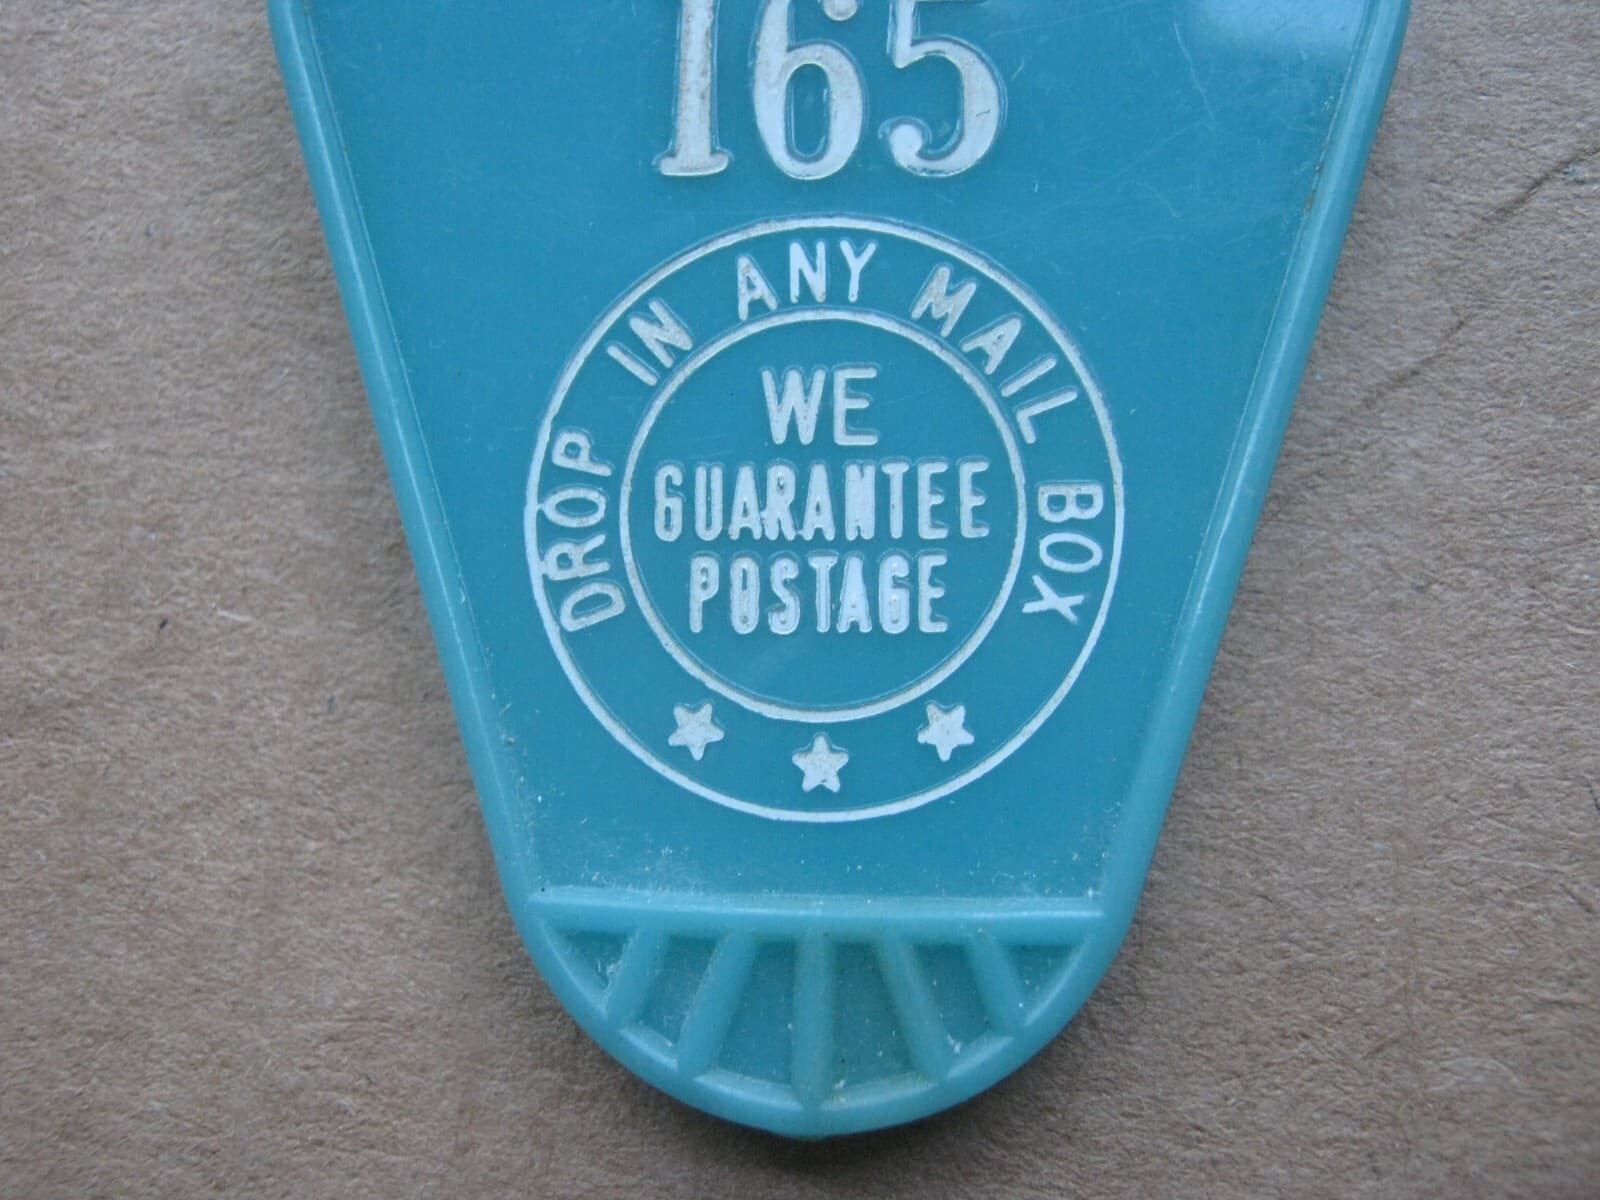 165
DROP IN ANY MAIL BOX
WE
GUARANTEE
POSTAGE